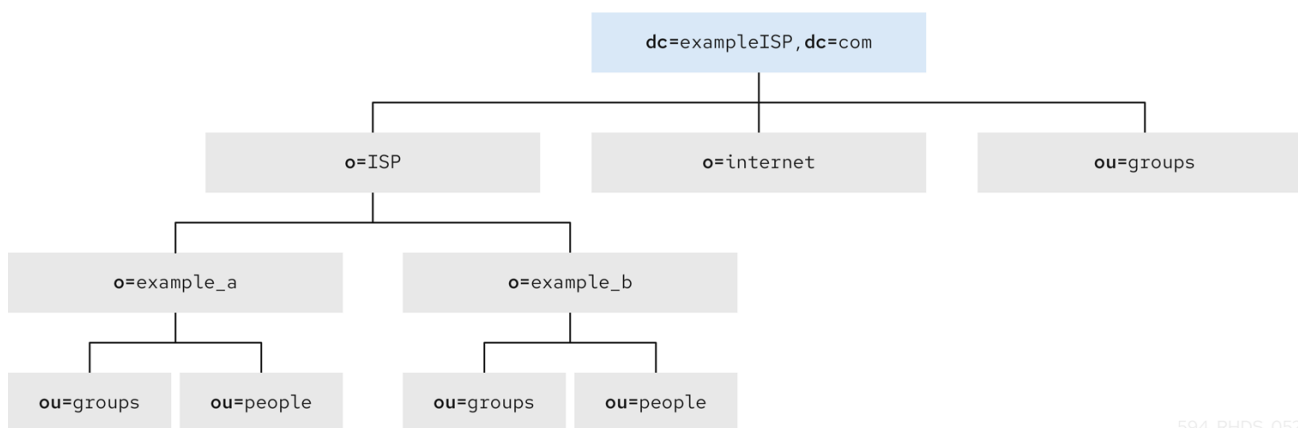 dc=exampleISP,dc=com
o=ISP
o=internet
ou=groups
o=example_a
o=example_b
ou=groups
ou=people
ou=groups
ou=people